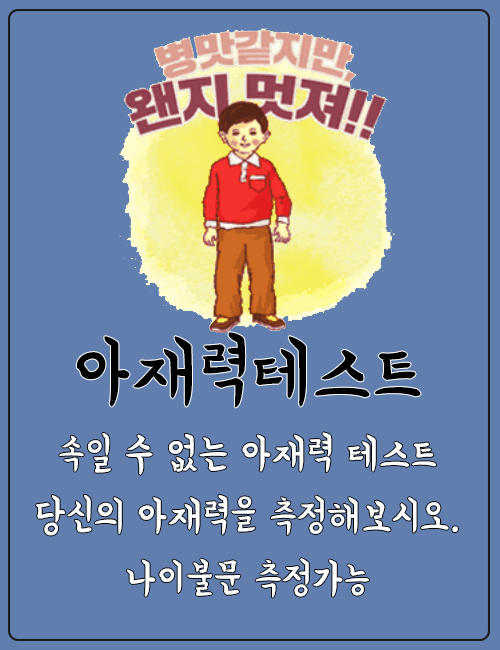 병맛같지만,
왠지 멋져!!
아재력테스트
속일 수 없는 아재력 테스트
당신의 아재력을 측정해보시오.
나이불문 측정가능